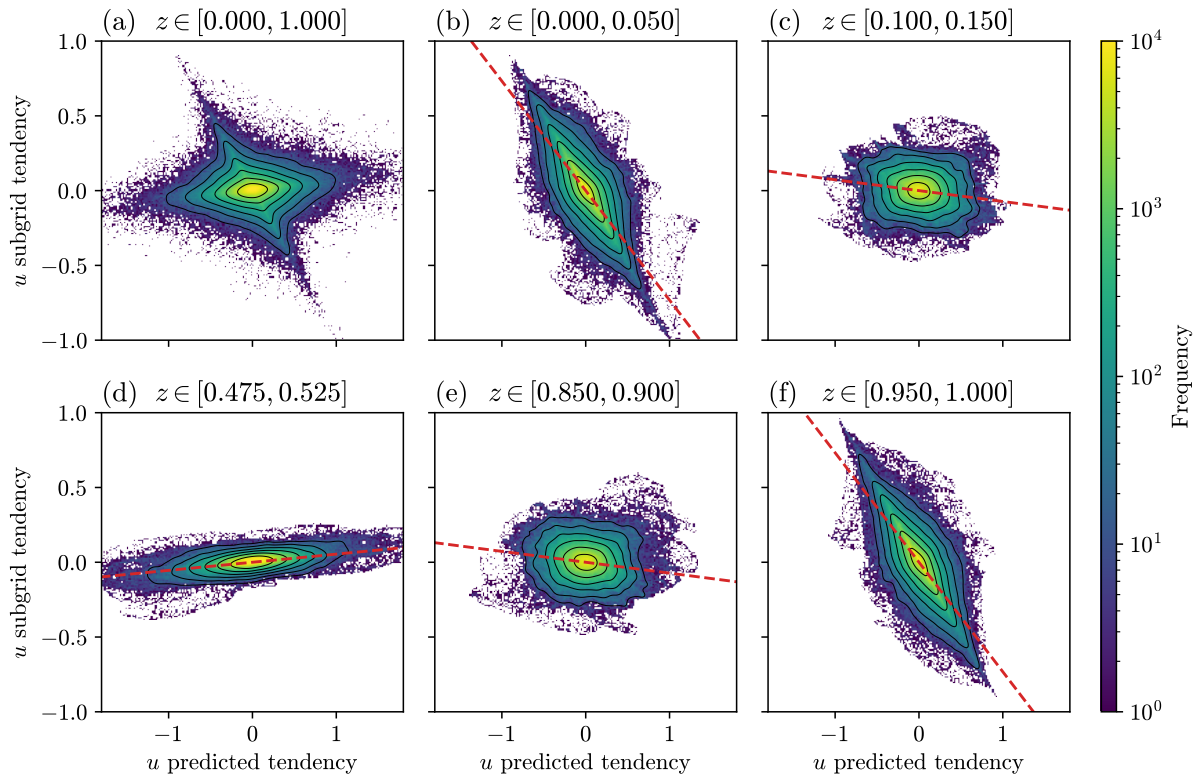 (a) z ∈ [0.000, 1.000]
(b) z ∈ [0.000, 0.050]
(c) z ∈ [0.100, 0.150]
u subgrid tendency
1.0
0.5
0.0
−0.5
−1.0
(d) z ∈ [0.475, 0.525]
(e) z ∈ [0.850, 0.900]
(f) z ∈ [0.950, 1.000]
u subgrid tendency
1.0
0.5
0.0
−0.5
−1.0
−1 0 1
−1 0 1
−1 0 1
u predicted tendency
u predicted tendency
u predicted tendency
10⁴
10³
10²
10¹
10⁰
Frequency